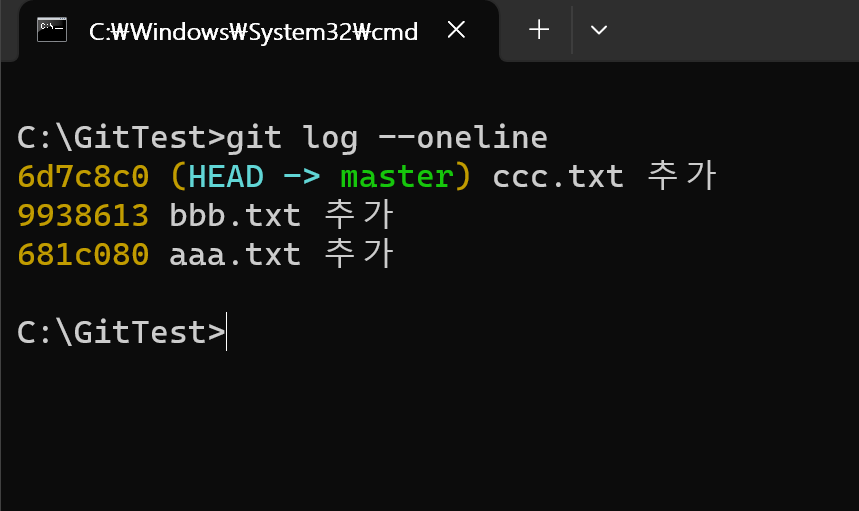 C:₩Windows₩System32₩cmd
C:\GitTest>git log --oneline
6d7c8c0 (HEAD -> master) ccc.txt 추가
9938613 bbb.txt 추가
681c080 aaa.txt 추가
C:\GitTest>